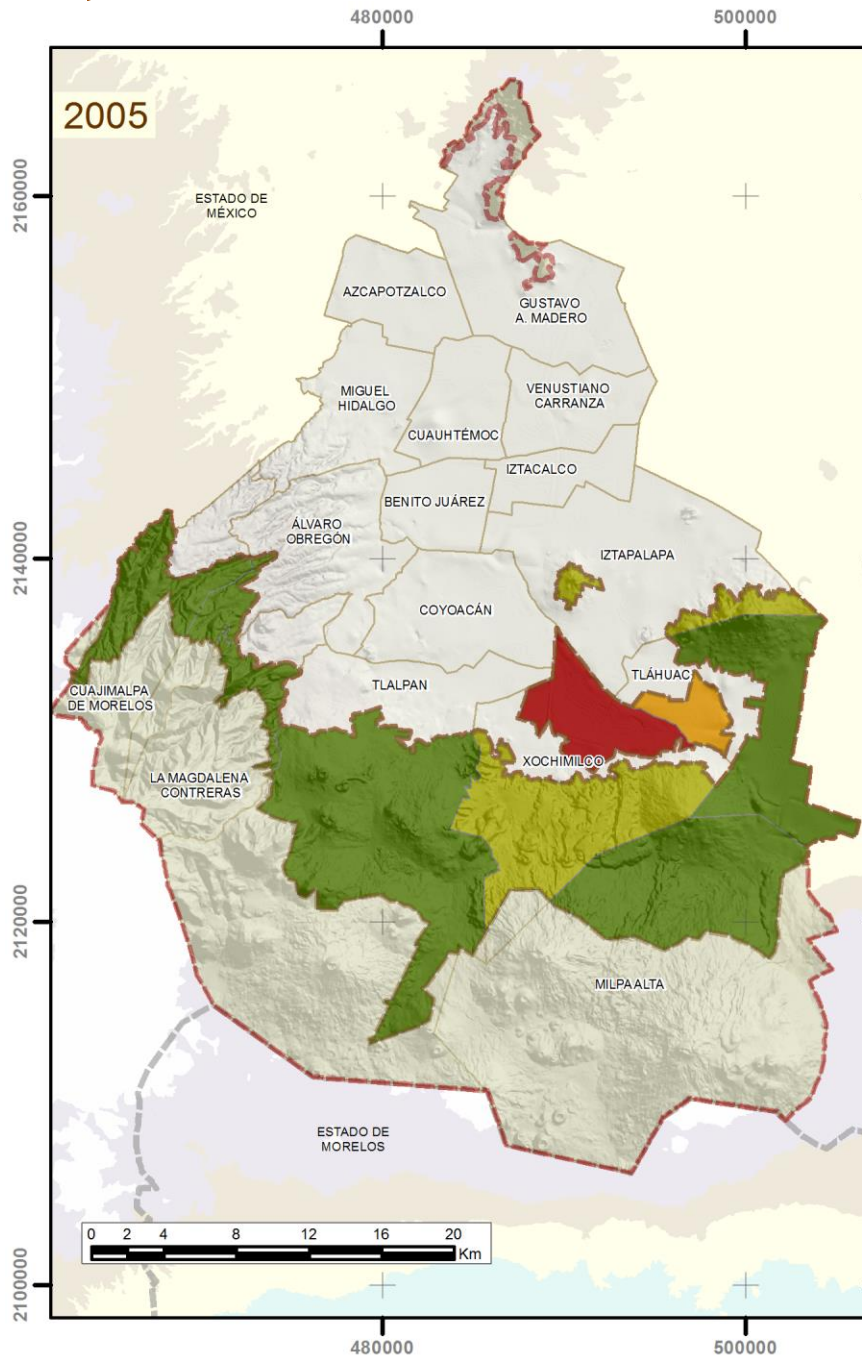 480000
500000
2005
2160000
ESTADO DE
MÉXICO
AZCAPOTZALCO
GUSTAVO
A. MADERO
MIGUEL
HIDALGO
VENUSTIANO
CARRANZA
CUAUHTÉMOC
IZTACALCO
BENITO JUÁREZ
ÁLVARO
OBREGÓN
2140000
IZTAPALAPA
COYOACÁN
TLÁHUAC
TLALPAN
CUAJIMALPA
DE MORELOS
XOCHIMILCO
LA MAGDALENA
CONTRERAS
2120000
MILPA ALTA
ESTADO DE
MORELOS
0 2 4 8 12 16 20
Km
2100000
480000
500000